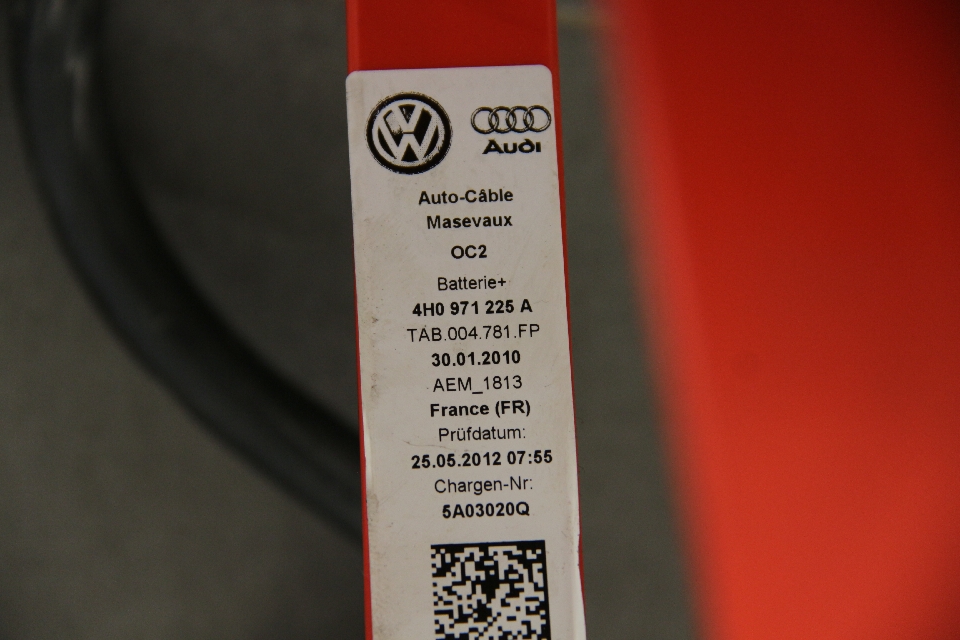 Audi
Auto-Câble
Masevaux
OC2
Batterie+
4H0 971 225 A
TAB.004.781.FP
30.01.2010
AEM_1813
France (FR)
Prüfdatum:
25.05.2012 07:55
Chargen-Nr:
5A03020Q